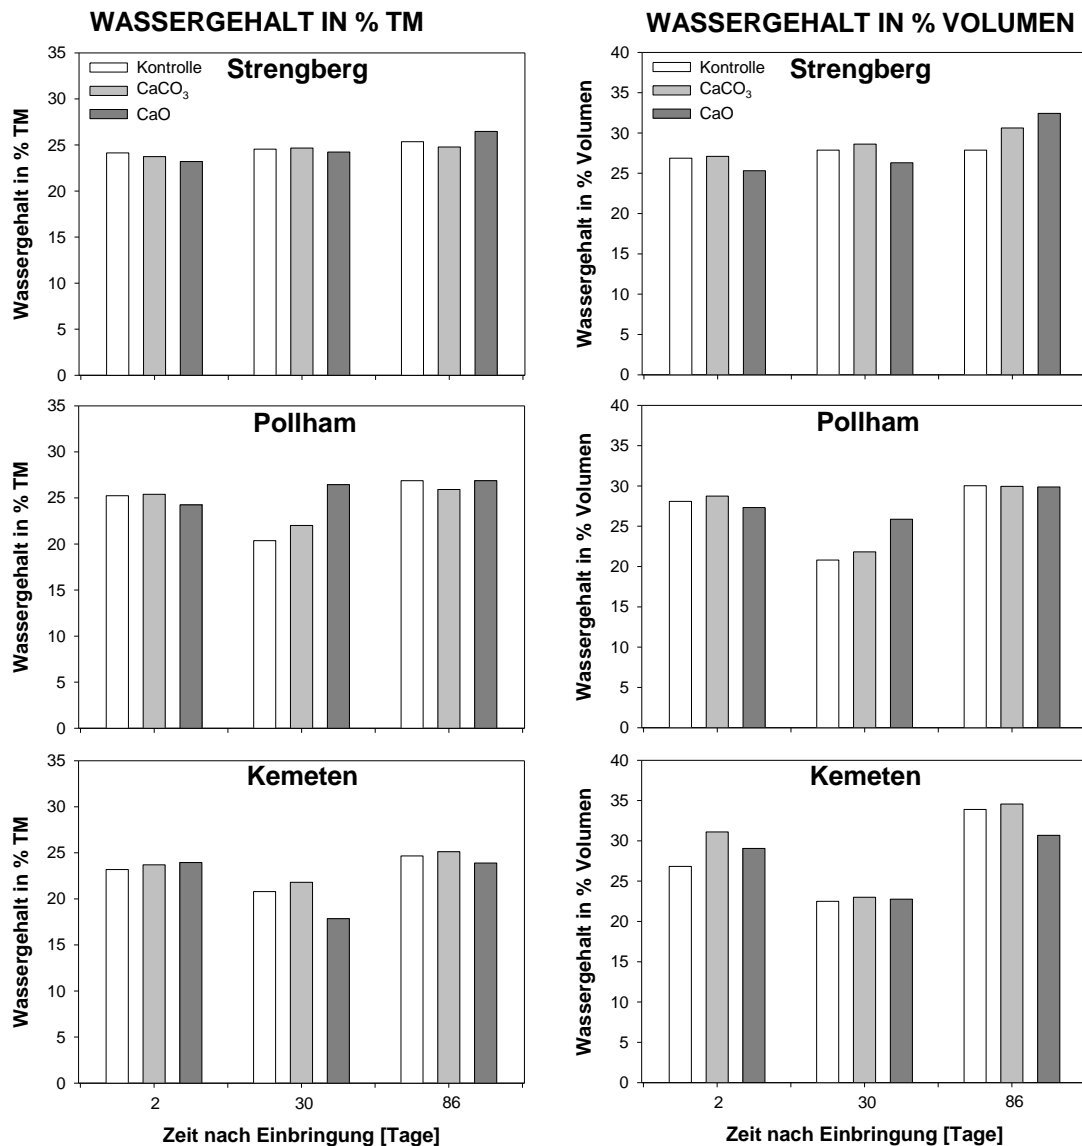 WASSERGEHALT IN % TM
35
30
25
20
15
10
5
0
Wassergehalt in % TM
Kontrolle
CaCO₃
CaO
Strengberg
WASSERGEHALT IN % VOLUMEN
40
35
30
25
20
15
10
5
0
Wassergehalt in % Volumen
Kontrolle
CaCO₃
CaO
Strengberg
35
30
25
20
15
10
5
0
Wassergehalt in % TM
Pollham
40
35
30
25
20
15
10
5
0
Wassergehalt in % Volumen
Pollham
35
30
25
20
15
10
5
0
Wassergehalt in % TM
Kemeten
2 30 86
Zeit nach Einbringung [Tage]
40
35
30
25
20
15
10
5
0
Wassergehalt in % Volumen
Kemeten
2 30 86
Zeit nach Einbringung [Tage]